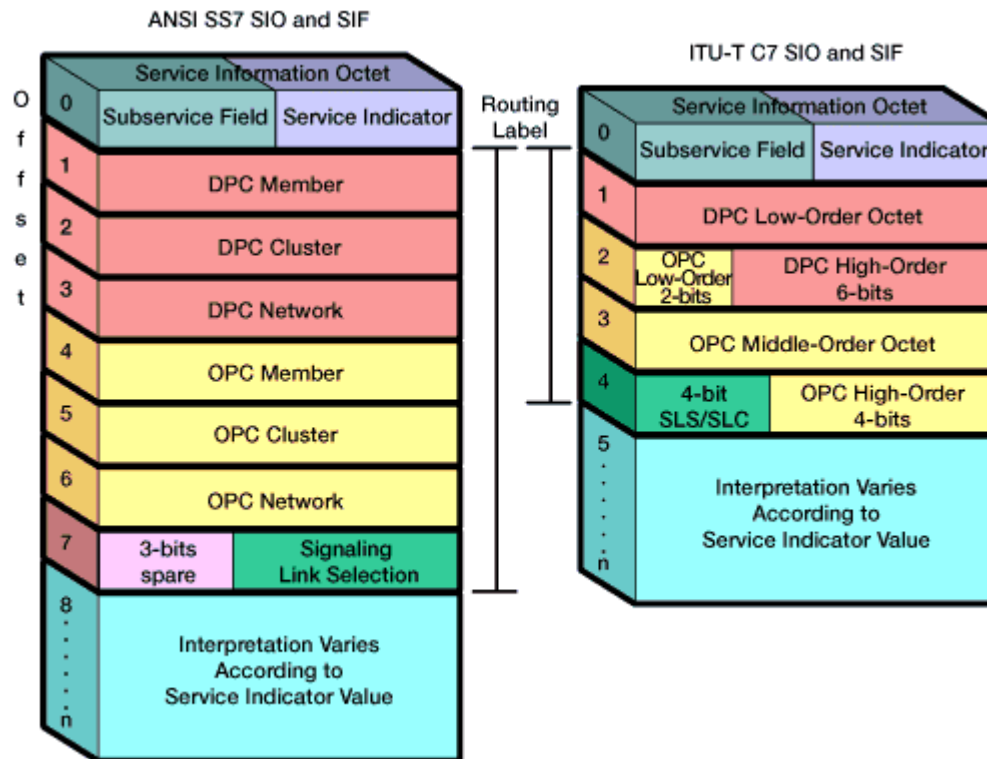 ANSI SS7 SIO and SIF
Offset
Service Information Octet
0
Subservice Field
Service Indicator
1
DPC Member
2
DPC Cluster
3
DPC Network
4
OPC Member
5
OPC Cluster
6
OPC Network
7
3-bits
spare
Signaling
Link Selection
8
Interpretation Varies
According to
Service Indicator Value
n
Routing
Label
ITU-T C7 SIO and SIF
Service Information Octet
0
Subservice Field
Service Indicator
1
DPC Low-Order Octet
2
OPC
Low-Order
2-bits
DPC High-Order
6-bits
3
OPC Middle-Order Octet
4
4-bit
SLS/SLC
OPC High-Order
4-bits
5
Interpretation Varies
According to
Service Indicator Value
n